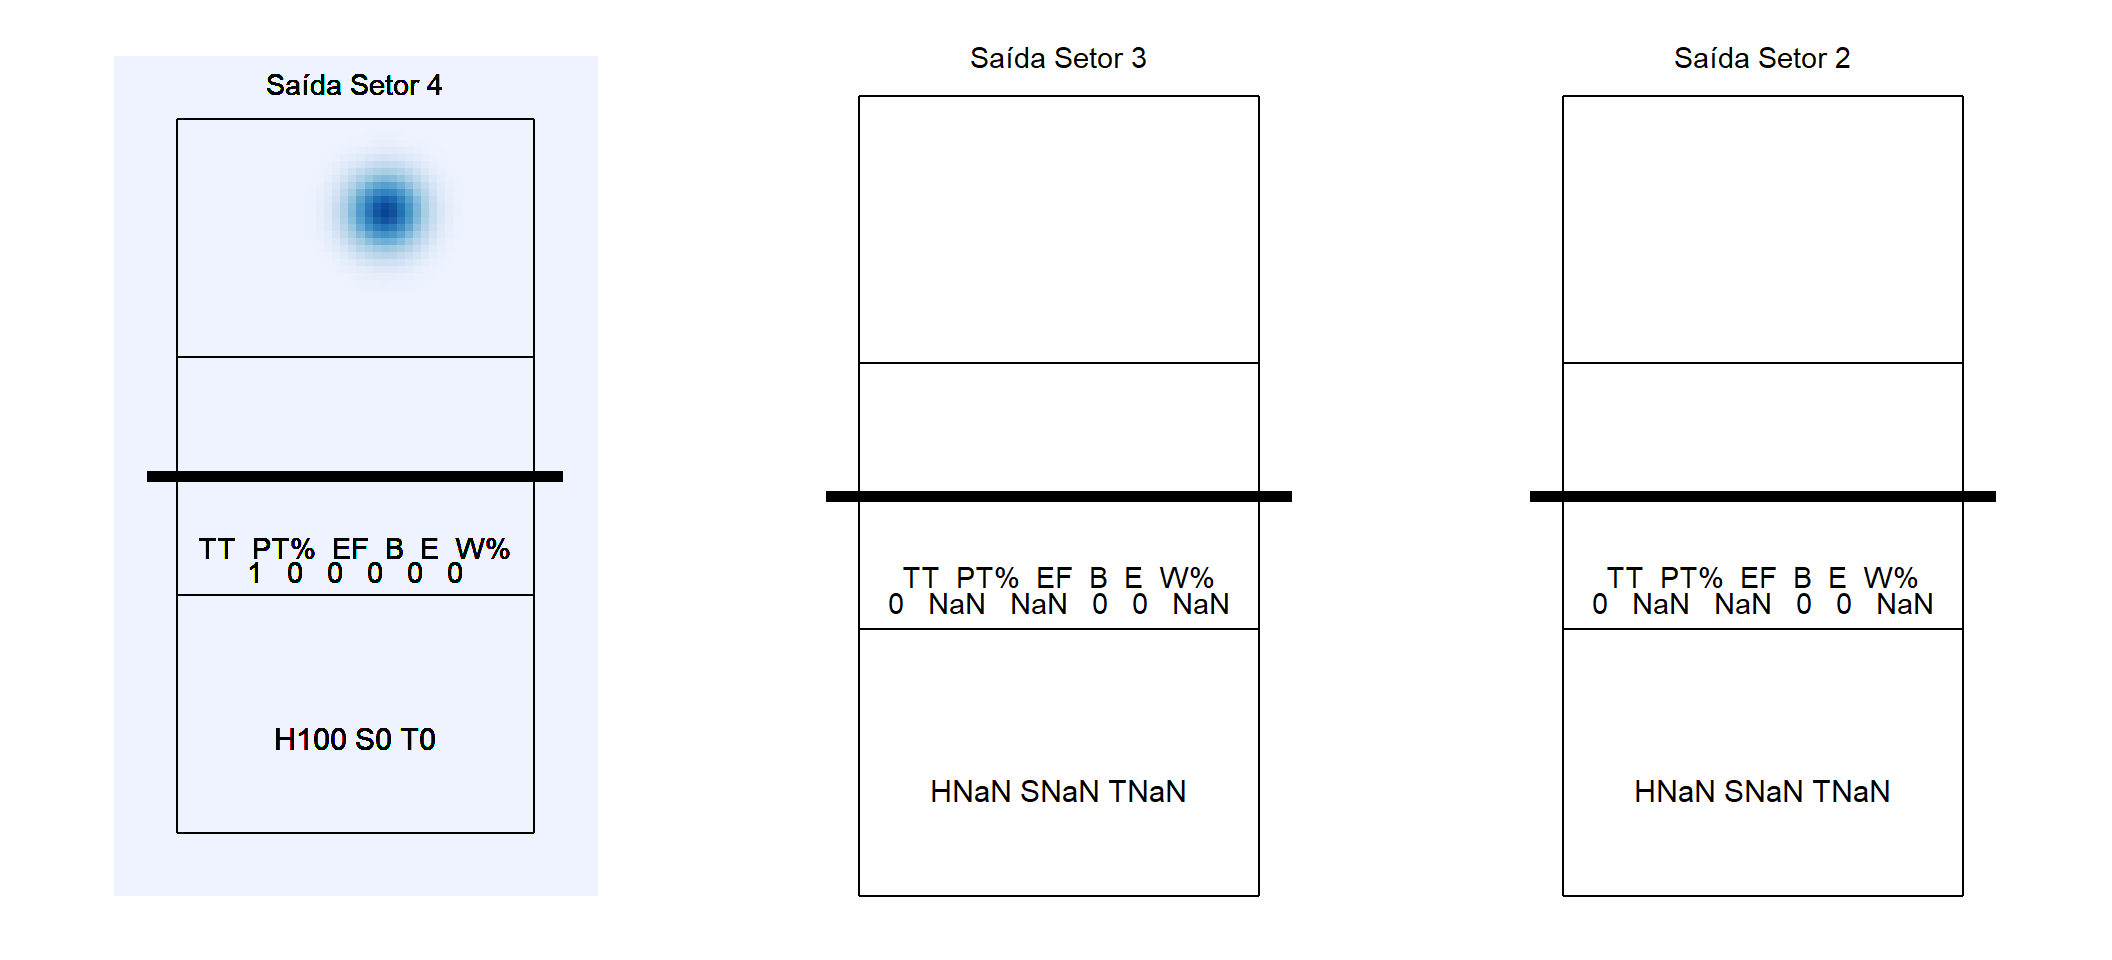 Saída Setor 4
TT PT% EF B E W%
1 0 0 0 0 0
H100 S0 T0
Saída Setor 3
TT PT% EF B E W%
0 NaN NaN 0 0 NaN
HNaN SNaN TNaN
Saída Setor 2
TT PT% EF B E W%
0 NaN NaN 0 0 NaN
HNaN SNaN TNaN